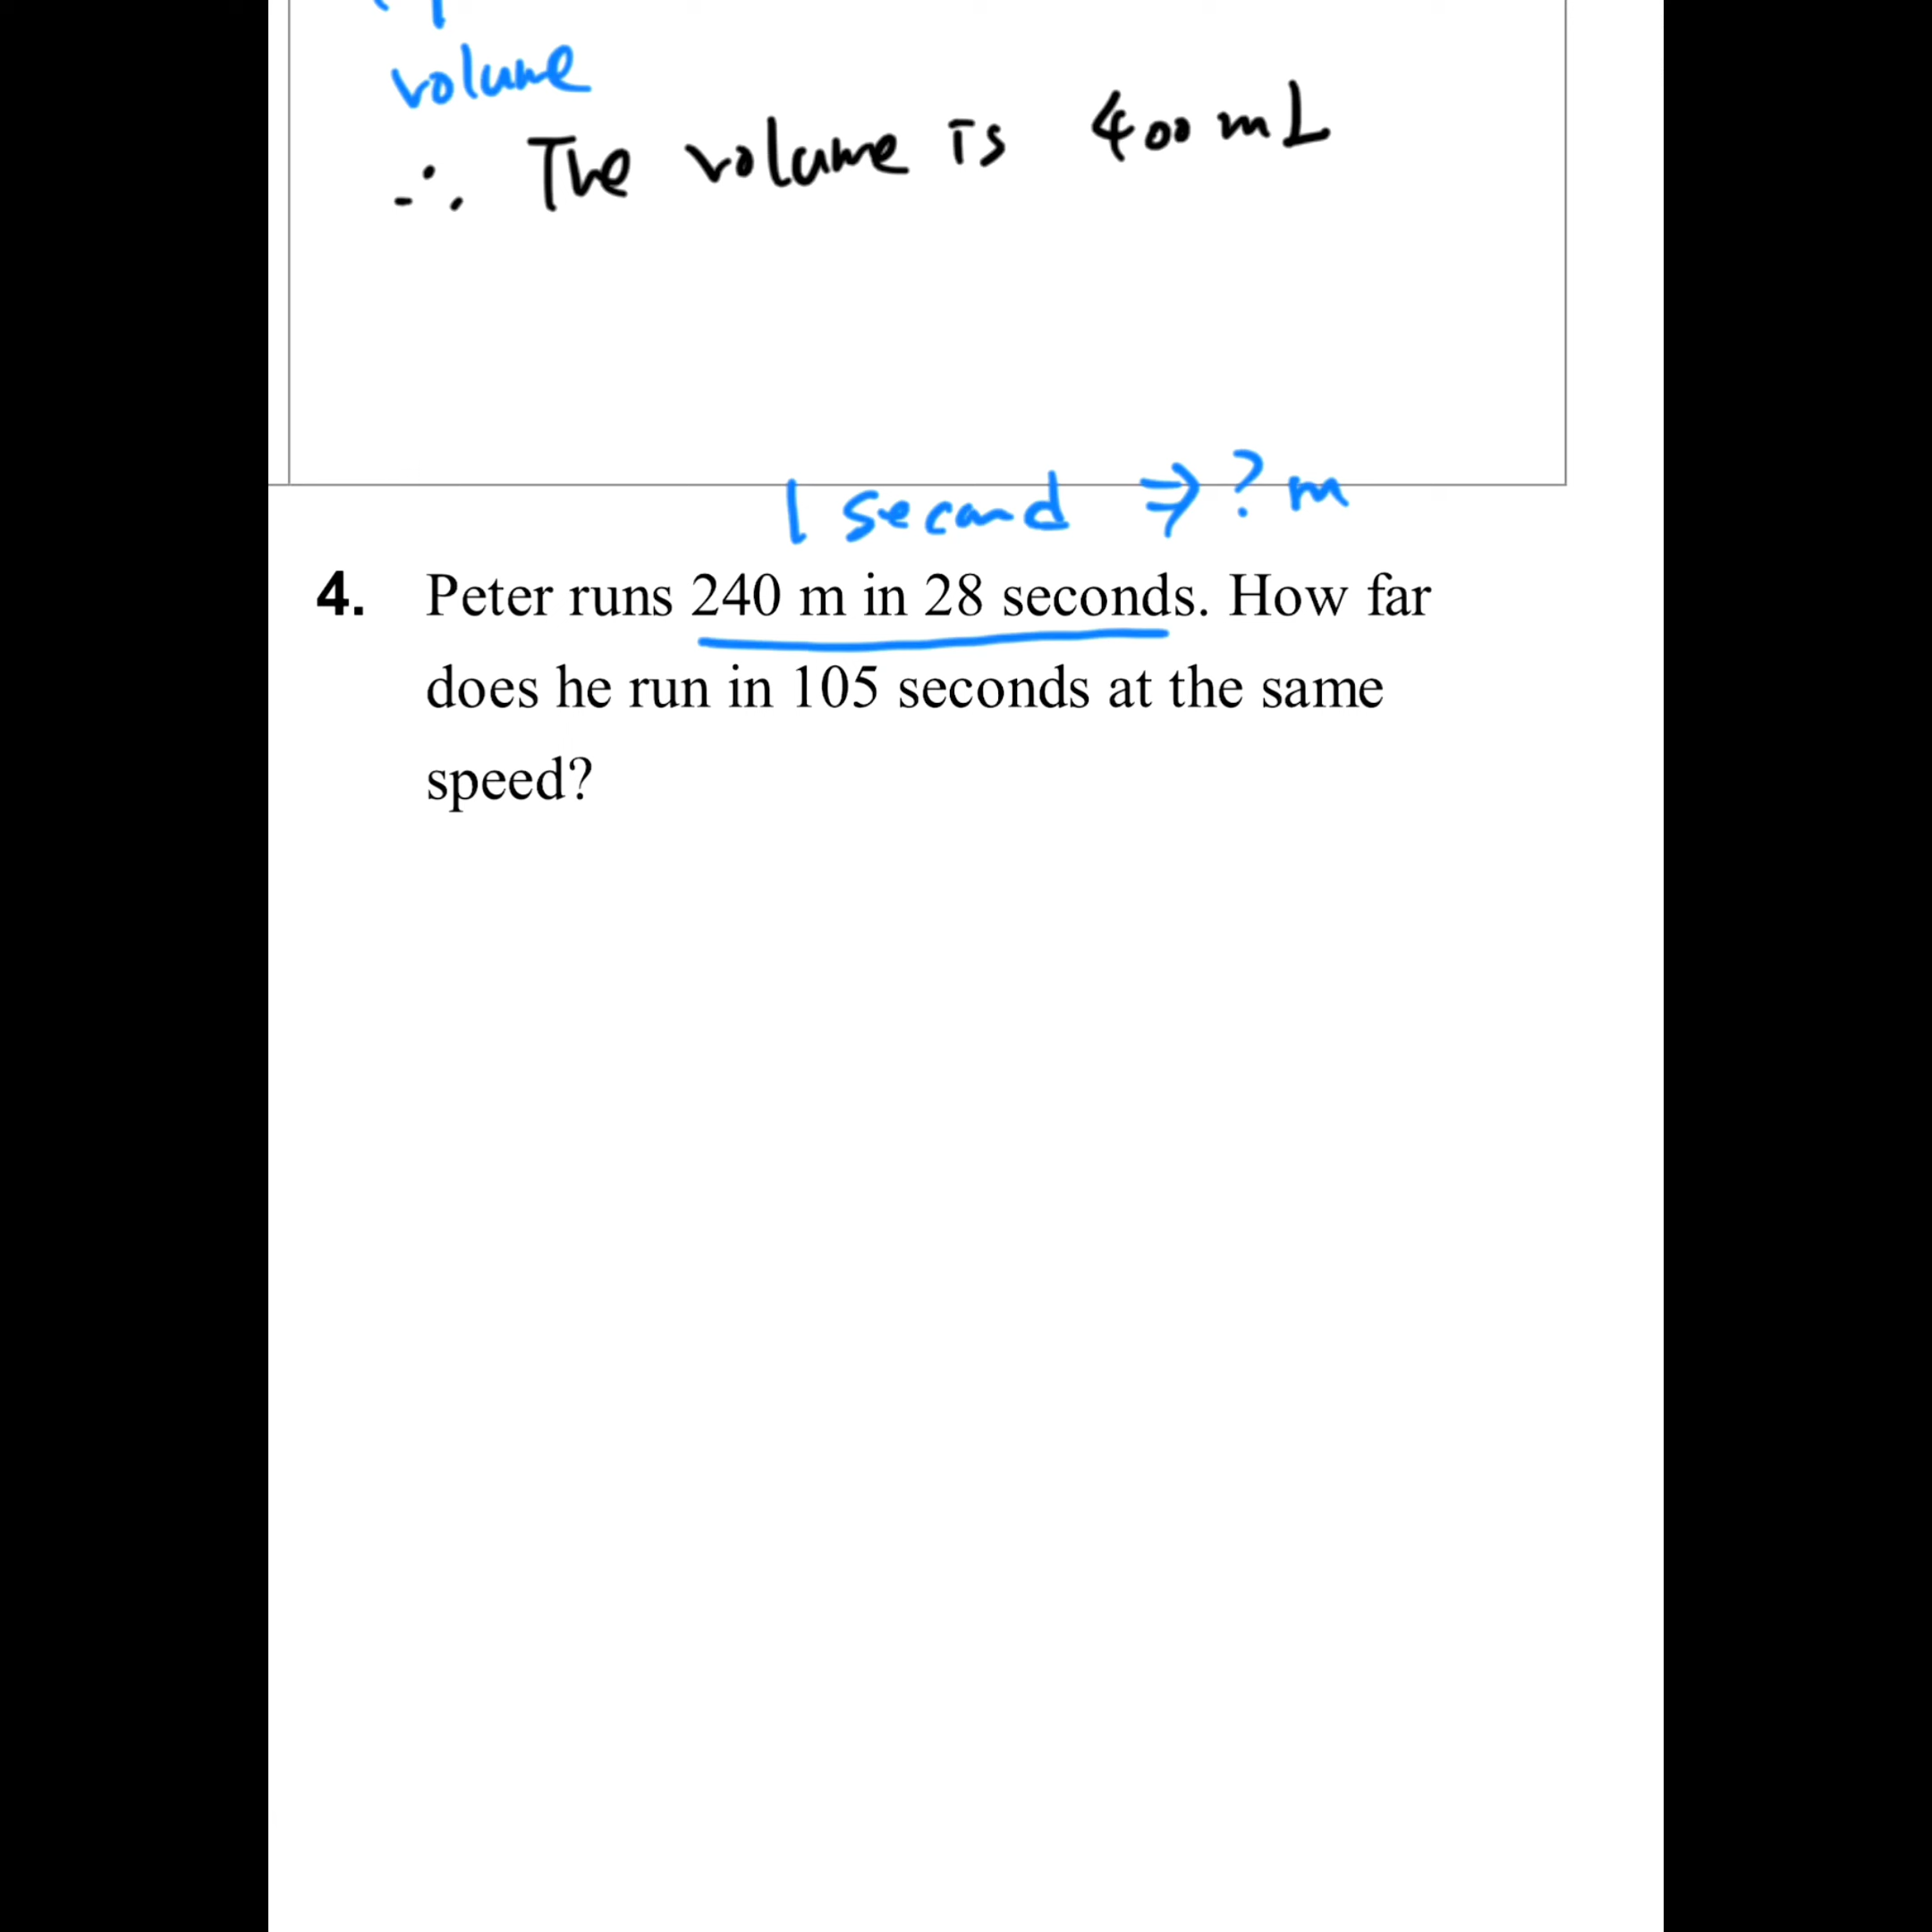 volume
∴ The volume is 400 mL
1 second ⇒ ? m
4. Peter runs 240 m in 28 seconds. How far
does he run in 105 seconds at the same
speed?